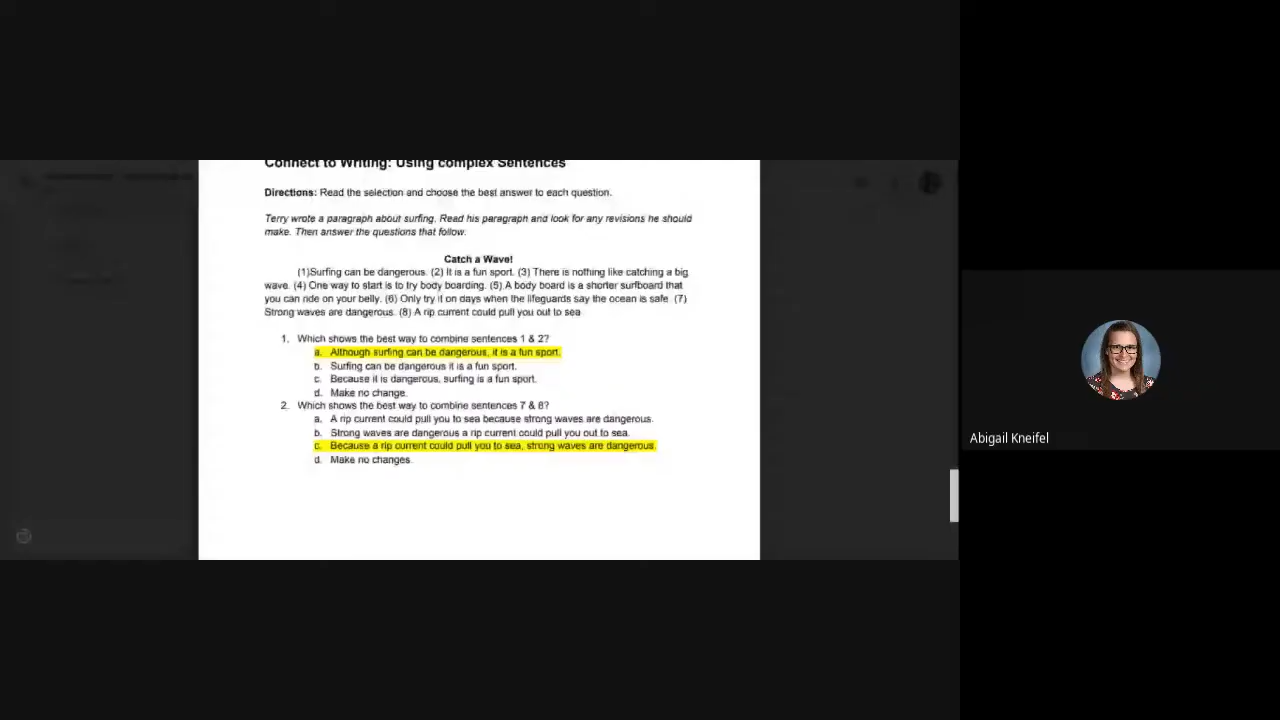 Connect to Writing: Using complex Sentences
Directions: Read the selection and choose the best answer to each question.
Terry wrote a paragraph about surfing. Read his paragraph and look for any revisions he should
make. Then answer the questions that follow.
Catch a Wave!
(1)Surfing can be dangerous. (2) It is a fun sport. (3) There is nothing like catching a big
wave. (4) One way to start is to try body boarding. (5) A body board is a shorter surfboard that
you can ride on your belly. (6) Only try it on days when the lifeguards say the ocean is safe (7)
Strong waves are dangerous. (8) A rip current could pull you out to sea
1. Which shows the best way to combine sentences 1 & 2?
a. Although surfing can be dangerous, it is a fun sport.
b. Surfing can be dangerous it is a fun sport.
c. Because it is dangerous, surfing is a fun sport.
d. Make no change.
2. Which shows the best way to combine sentences 7 & 8?
a. A rip current could pull you to sea because strong waves are dangerous.
b. Strong waves are dangerous a rip current could pull you out to sea.
c. Because a rip current could pull you to sea, strong waves are dangerous.
d. Make no changes.
Abigail Kneifel